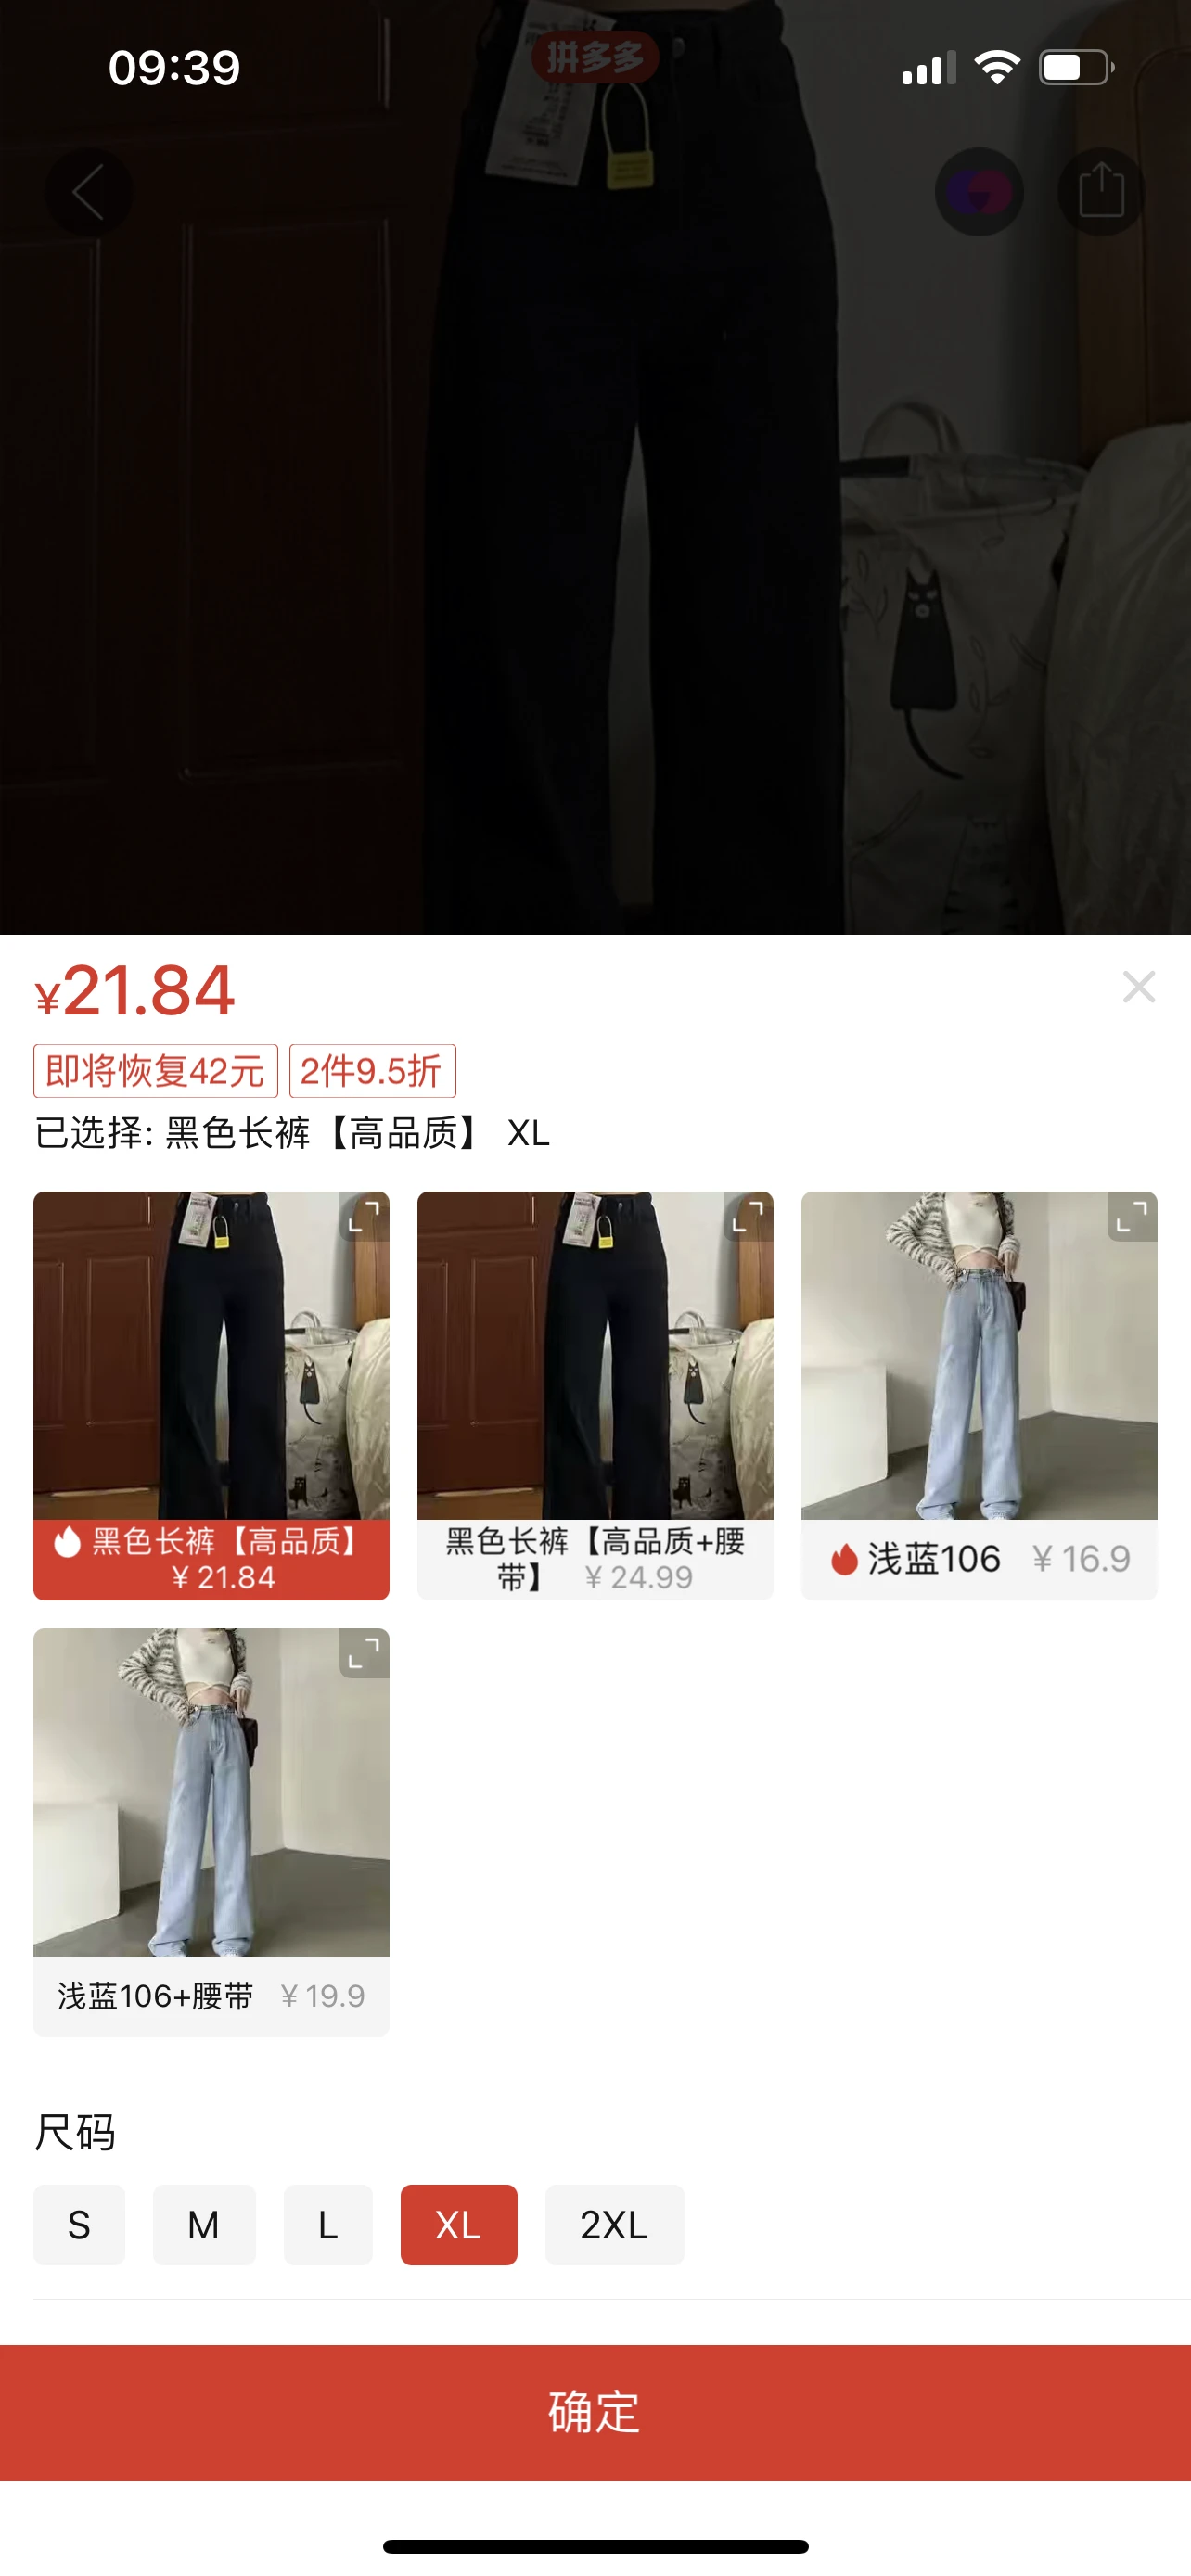 09:39
拼多多
¥21.84
即将恢复42元 2件9.5折
已选择: 黑色长裤【高品质】 XL
黑色长裤【高品质】
¥ 21.84
黑色长裤【高品质+腰
带】 ¥ 24.99
浅蓝106 ¥ 16.9
浅蓝106+腰带 ¥ 19.9
尺码
S M L XL 2XL
确定